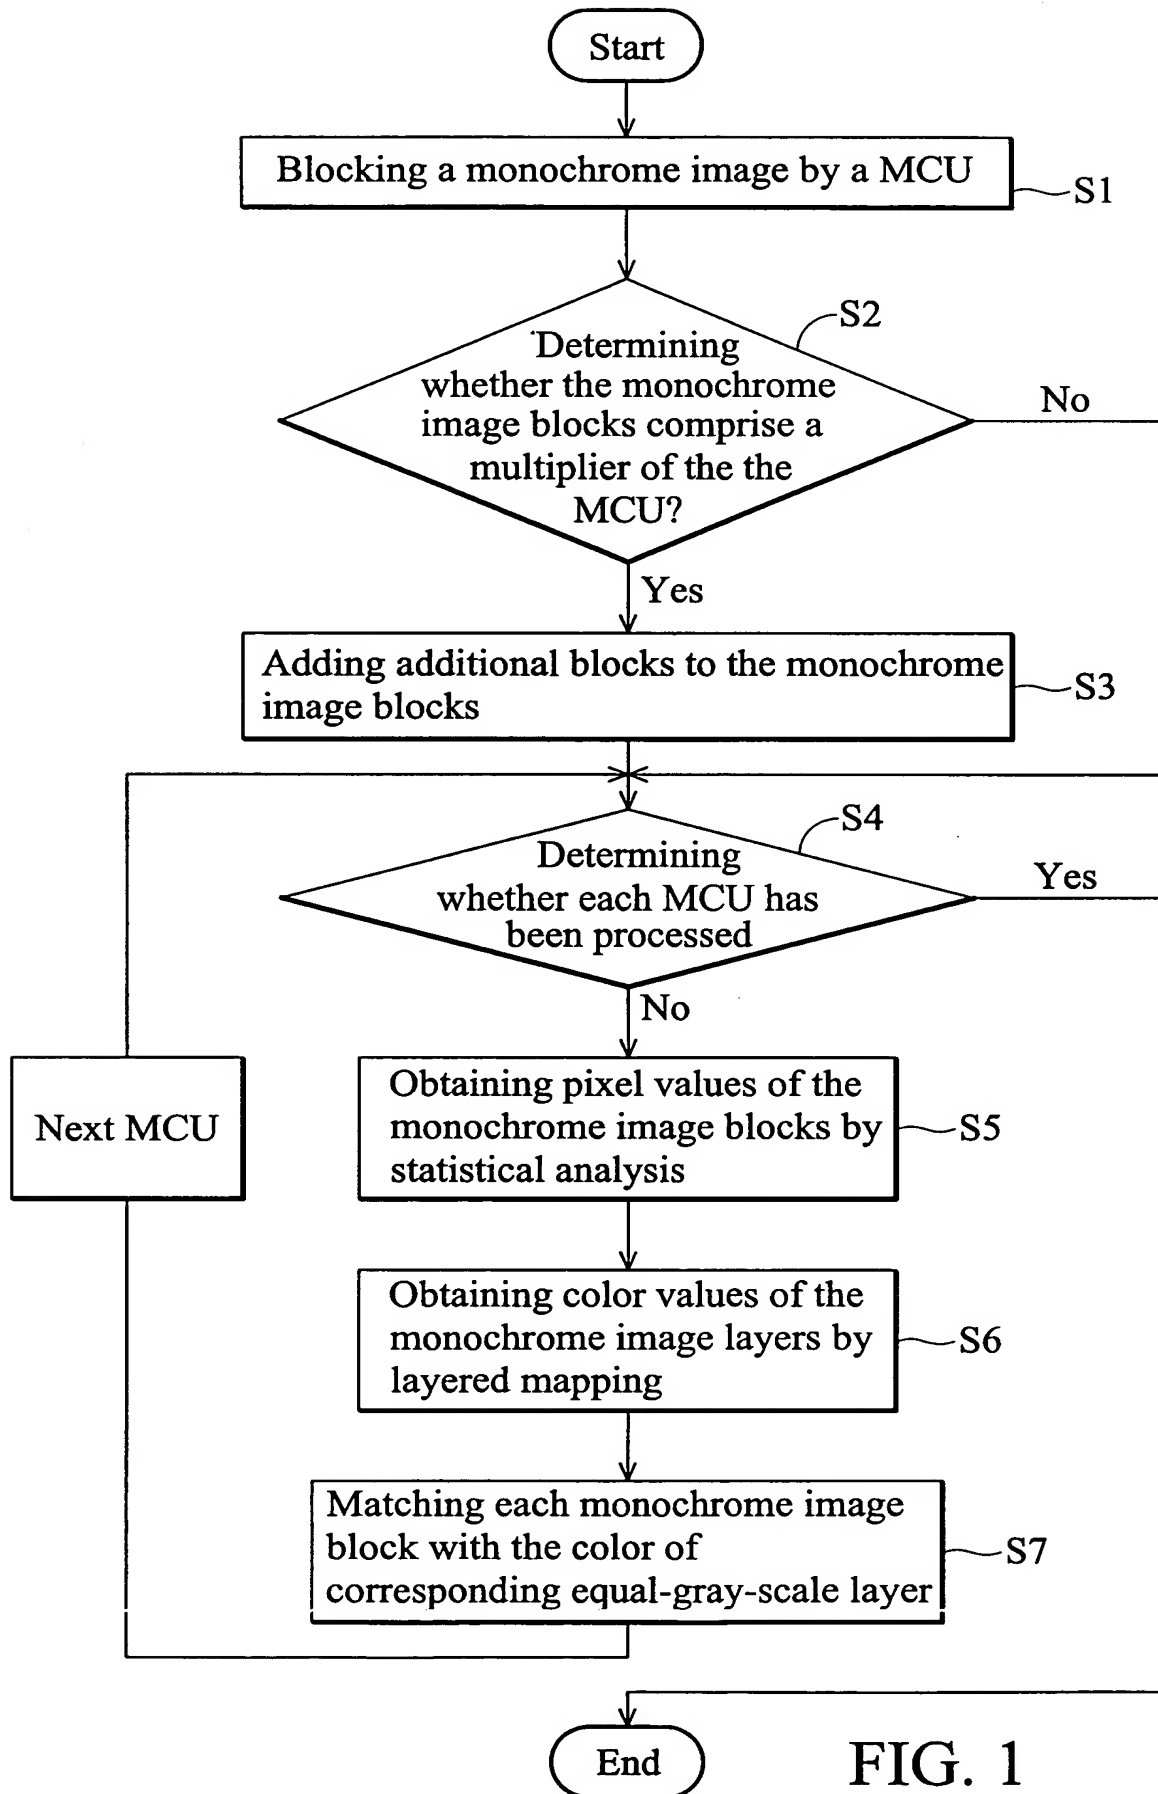 Start
Blocking a monochrome image by a MCU
S1
S2
Determining
whether the monochrome
image blocks comprise a
multiplier of the the
MCU?
No
Yes
Adding additional blocks to the monochrome
image blocks
S3
S4
Determining
whether each MCU has
been processed
Yes
No
Next MCU
Obtaining pixel values of the
monochrome image blocks by
statistical analysis
S5
Obtaining color values of the
monochrome image layers by
layered mapping
S6
Matching each monochrome image
block with the color of
corresponding equal-gray-scale layer
S7
End
FIG. 1